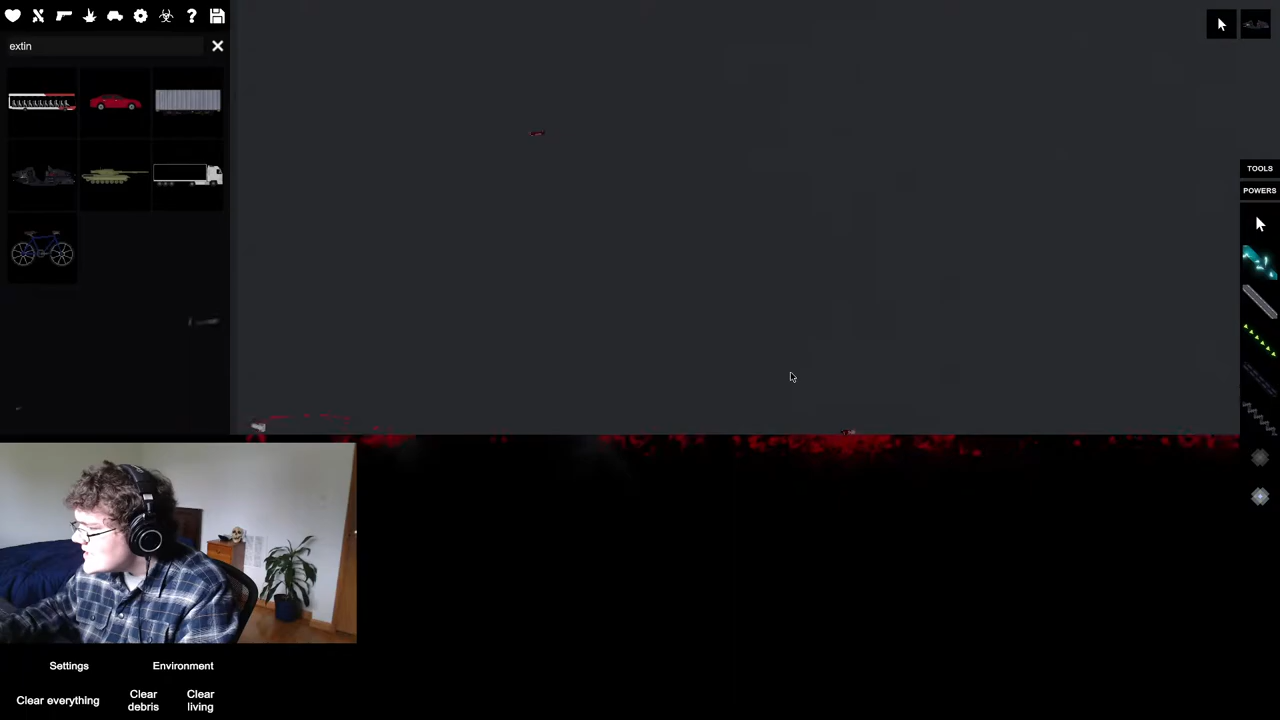 extin
TOOLS
POWERS
Settings
Environment
Clear everything
Clear
debris
Clear
living